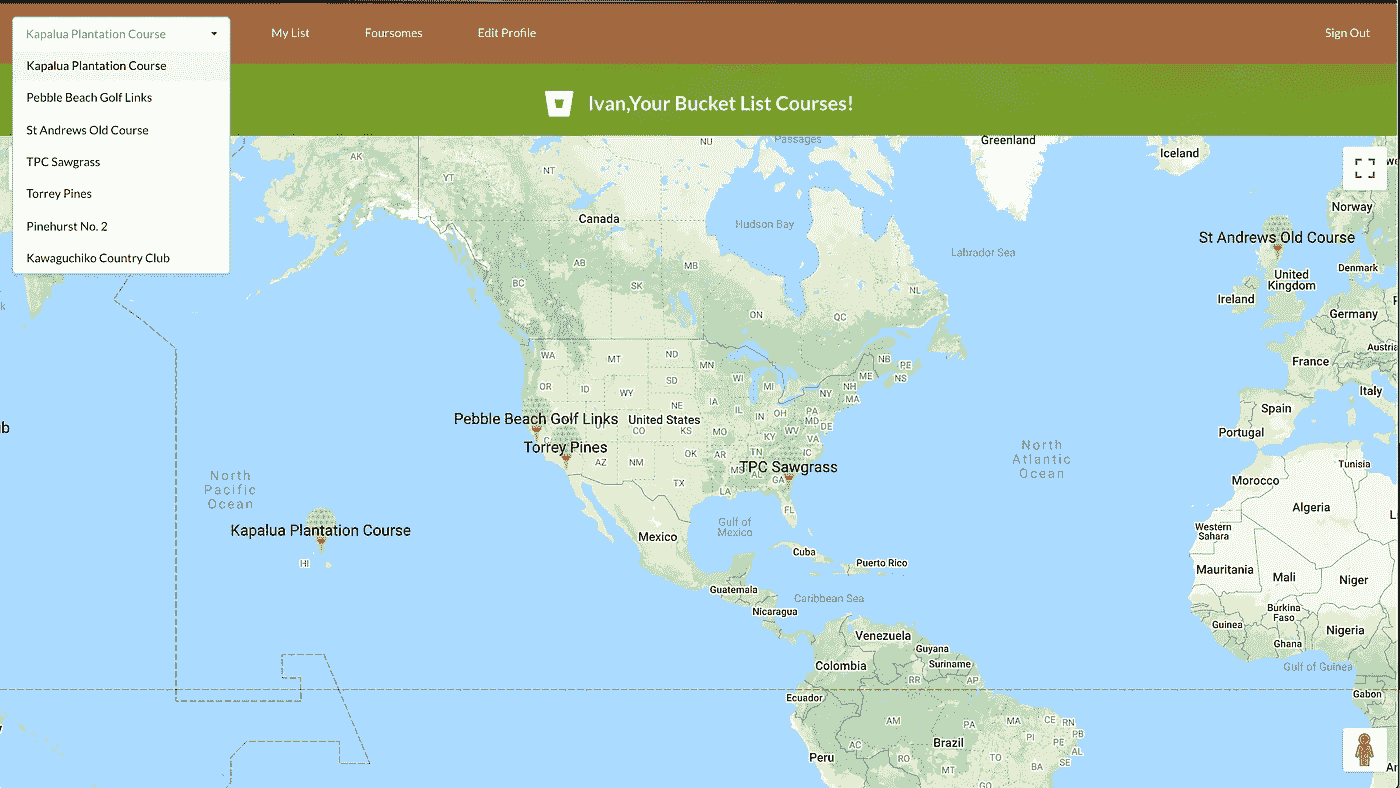 Kapalua Plantation Course
My List
Foursomes
Edit Profile
Sign Out
Kapalua Plantation Course
Pebble Beach Golf Links
St Andrews Old Course
TPC Sawgrass
Torrey Pines
Pinehurst No. 2
Kawaguchiko Country Club
Ivan,Your Bucket List Courses!
Greenland
Iceland
NU
Passages
AK
YT
NT
Canada
Hudson Bay
Norway
St Andrews Old Course
Labrador Sea
AB
MB
BC
SK
NL
ON
QC
United
Kingdom
Denmark
Ireland
Germany
WA
MT
ND
MN
NB
PE
NS
ME
France
Austria
OR
ID
WY
SD
WI
MI
NY
NH
MA
Italy
NE
IA
IL
IN
OH
PA
MD
DE
Spain
Portugal
Pebble Beach Golf Links
United States
CO
KS
MO
KY
WV
VA
Torrey Pines
AZ
NM
OK
AR
TN
NC
TPC Sawgrass
MS
AL
GA
TX
LA
FL
North
Pacific
Ocean
North
Atlantic
Ocean
Tunisia
Morocco
Algeria
Western
Sahara
Kapalua Plantation Course
HI
Gulf of
Mexico
Mexico
Cuba
Puerto Rico
Mauritania
Mali
Niger
Guatemala
Caribbean Sea
Nicaragua
Burkina
Faso
Guinea
Nigeria
Ghana
Venezuela
Guyana
Suriname
Colombia
Gulf of Guinea
RR
AP
Ecuador
Gabon
AM
PA
MA
CE
RN
PB
PI
PE
AL
SE
AC
RO
TO
BA
Brazil
Peru
MT
GO